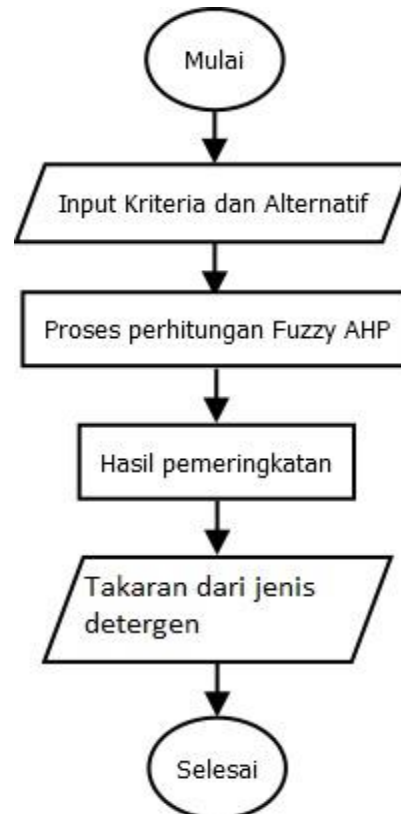 Mulai
Input Kriteria dan Alternatif
Proses perhitungan Fuzzy AHP
Hasil pemeringkatan
Takaran dari jenis
detergen
Selesai